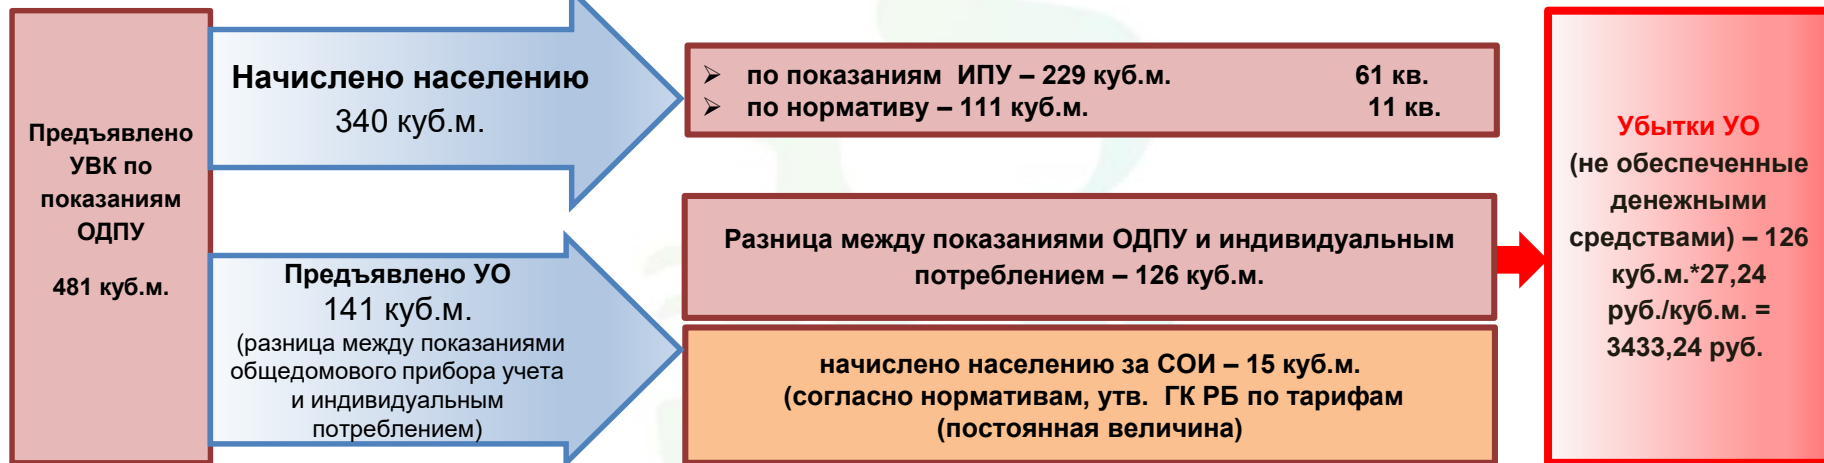 Предъявлено
УВК по
показаниям
ОДПУ
481 куб.м.
Начислено населению
340 куб.м.
➢ по показаниям ИПУ – 229 куб.м. 61 кв.
➢ по нормативу – 111 куб.м. 11 кв.
Предъявлено УО
141 куб.м.
(разница между показаниями
общедомового прибора учета
и индивидуальным
потреблением)
Разница между показаниями ОДПУ и индивидуальным
потреблением – 126 куб.м.
начислено населению за СОИ – 15 куб.м.
(согласно нормативам, утв. ГК РБ по тарифам
(постоянная величина)
Убытки УО
(не обеспеченные
денежными
средствами) – 126
куб.м.*27,24
руб./куб.м. =
3433,24 руб.